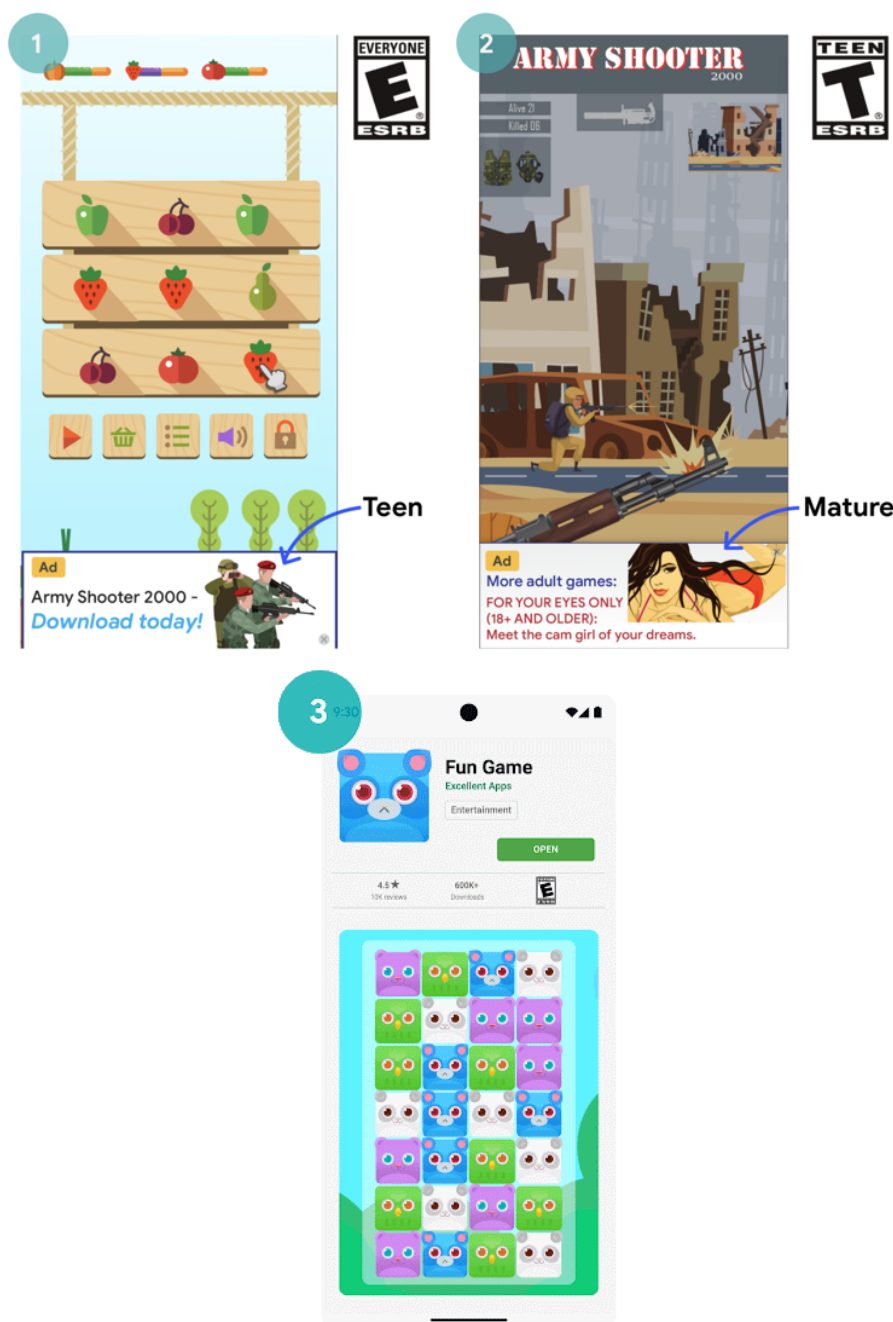 1
EVERYONE
E
®
ESRB
Teen
Ad
Army Shooter 2000 -
Download today!
2
ARMY SHOOTER
2000
TEEN
T
®
ESRB
Alive 21
Killed 06
Mature
Ad
More adult games:
FOR YOUR EYES ONLY
(18+ AND OLDER):
Meet the cam girl of your dreams.
3
9:30
Fun Game
Excellent Apps
Entertainment
OPEN
4.5★
10K reviews
600K+
Downloads
EVERYONE
E